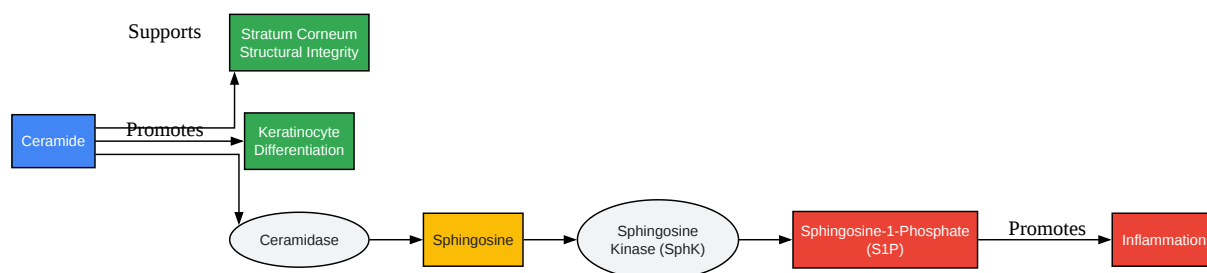 Supports
Stratum Corneum
Structural Integrity
Ceramide
Promotes
Keratinocyte
Differentiation
Ceramidase
Sphingosine
Sphingosine
Kinase (SphK)
Sphingosine-1-Phosphate
(S1P)
Promotes
Inflammation